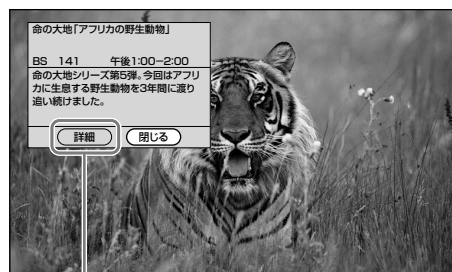 命の大地「アフリカの野生動物」
BS 141 午後1:00−2:00
命の大地シリーズ第5弾。今回はアフリ
カに生息する野生動物を3年間に渡り
追い続けました。
詳細 閉じる